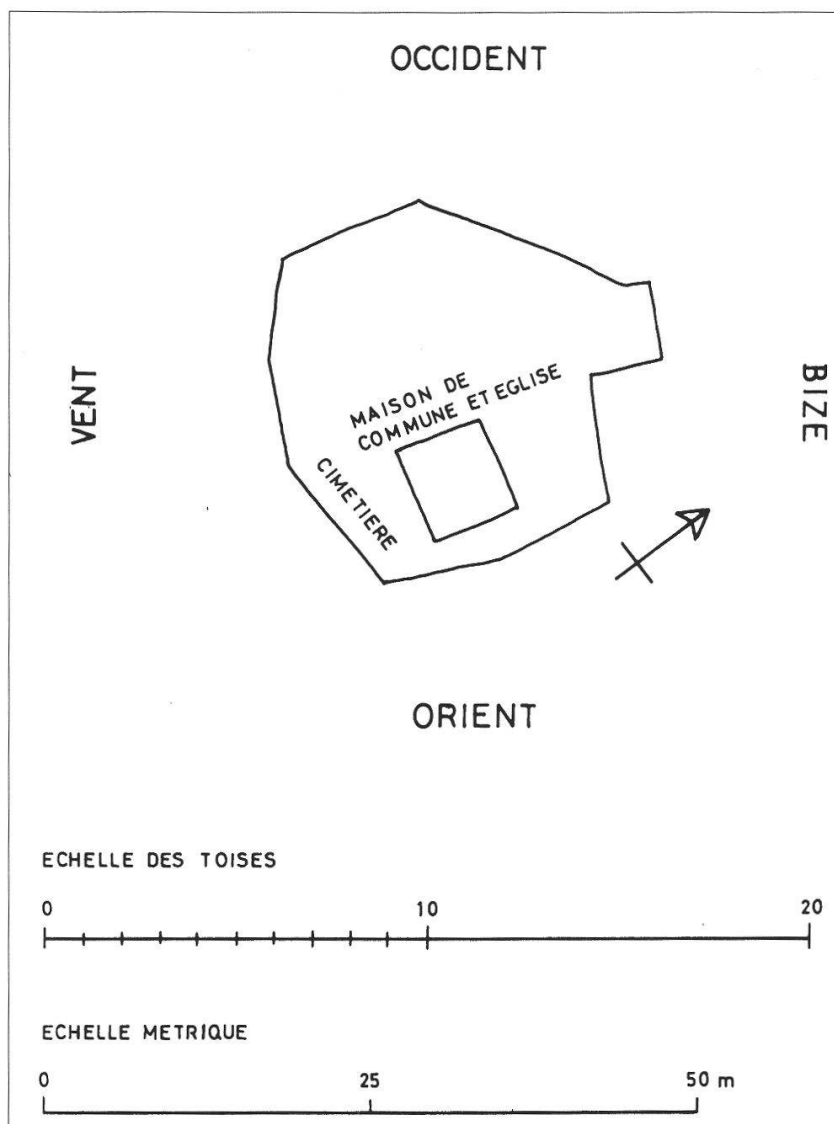 OCCIDENT
VENT
BIZE
MAISON DE
COMMUNE ET EGLISE
CIMETIERE
ORIENT
ECHELLE DES TOISES
0 10 20
ECHELLE METRIQUE
0 25 50 m